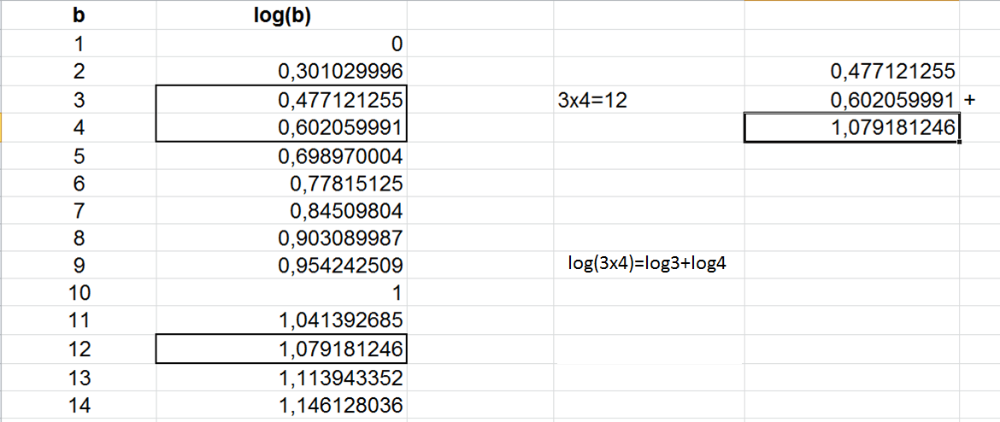 b log(b)
1 0
2 0,301029996 0,477121255
3 0,477121255 3x4=12 0,602059991 +
4 0,602059991 1,079181246
5 0,698970004
6 0,77815125
7 0,84509804
8 0,903089987
9 0,954242509 log(3x4)=log3+log4
10 1
11 1,041392685
12 1,079181246
13 1,113943352
14 1,146128036